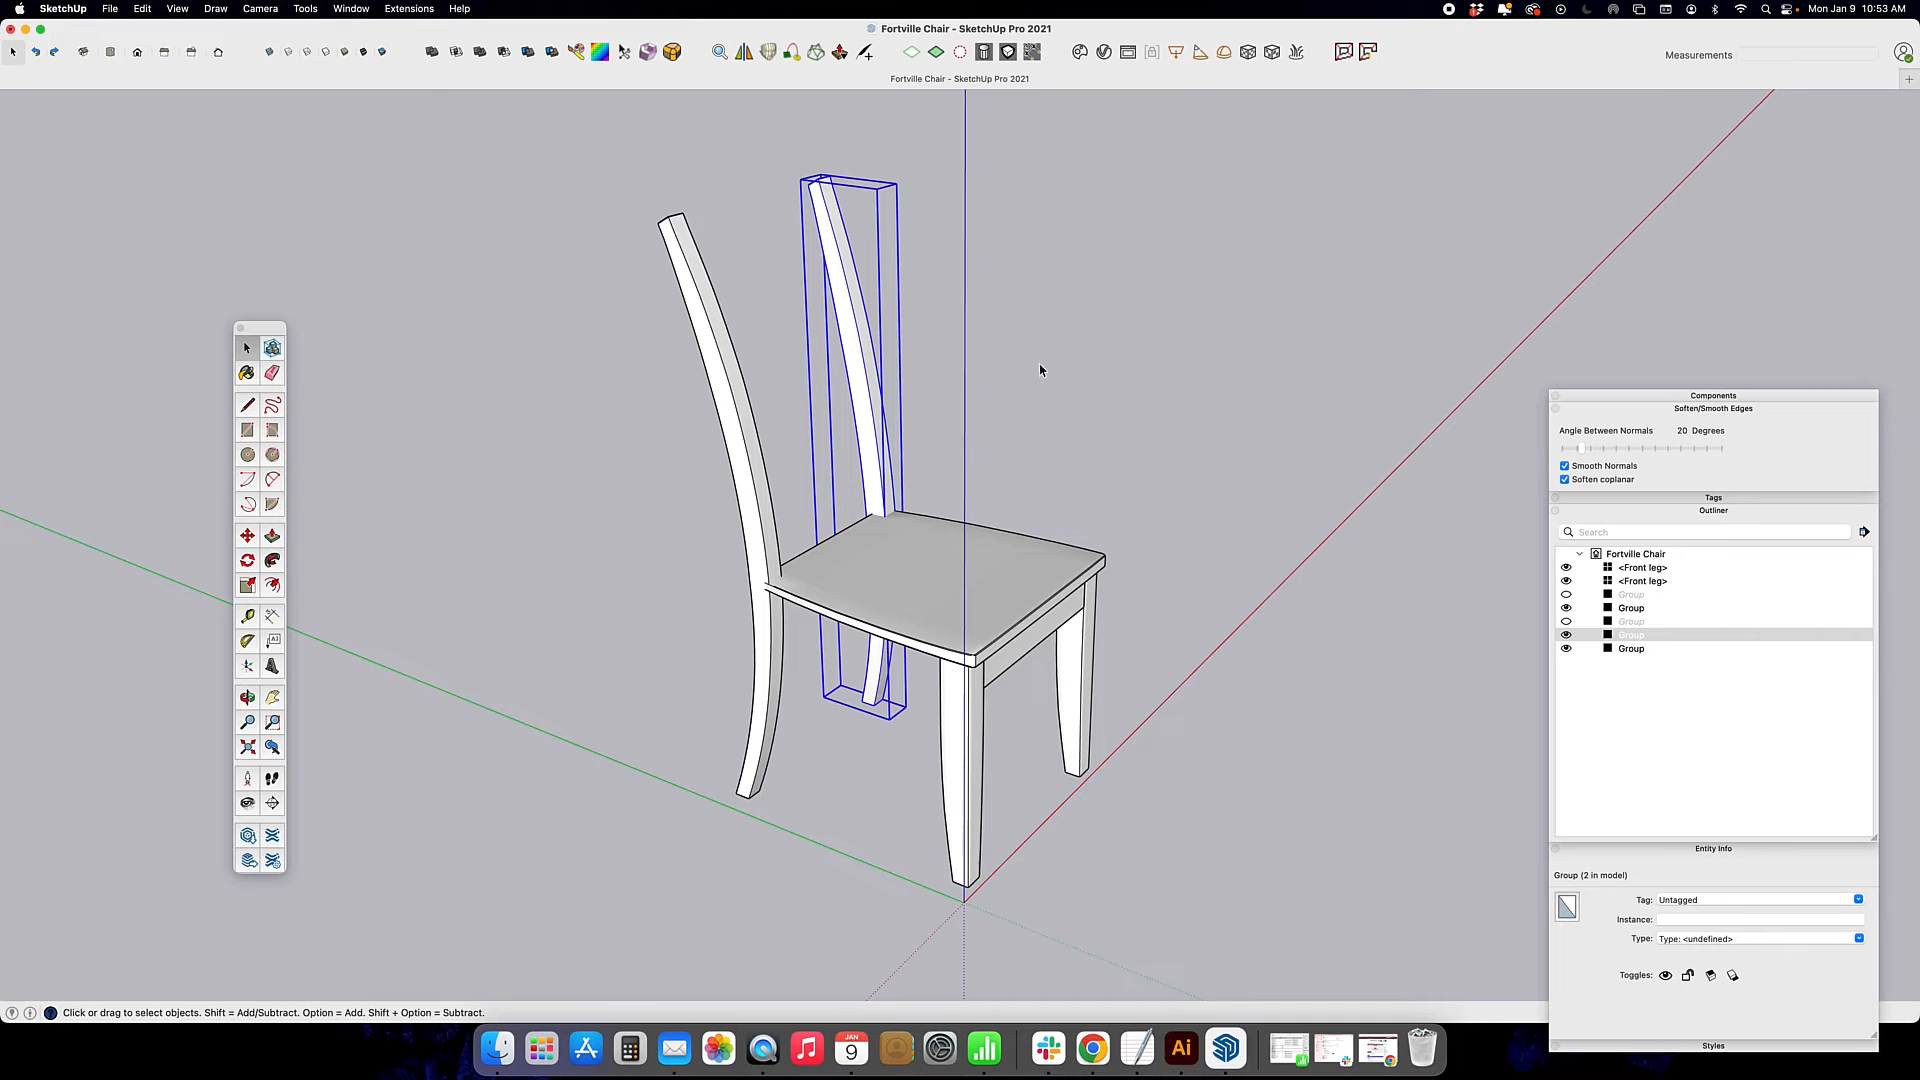 SketchUp File Edit View Draw Camera Tools Window Extensions Help Mon Jan 9 10:53 AM
Fortville Chair - SketchUp Pro 2021
Measurements
Fortville Chair - SketchUp Pro 2021
Components
Soften/Smooth Edges
Angle Between Normals 20 Degrees
Smooth Normals
Soften coplanar
Tags
Outliner
Search
Fortville Chair
<Front leg>
<Front leg>
Group
Group
Group
Group
Group
Entity Info
Group (2 in model)
Tag: Untagged
Instance:
Type: Type: <undefined>
Toggles:
Click or drag to select objects. Shift = Add/Subtract. Option = Add. Shift + Option = Subtract.
JAN
9
Ai
Styles